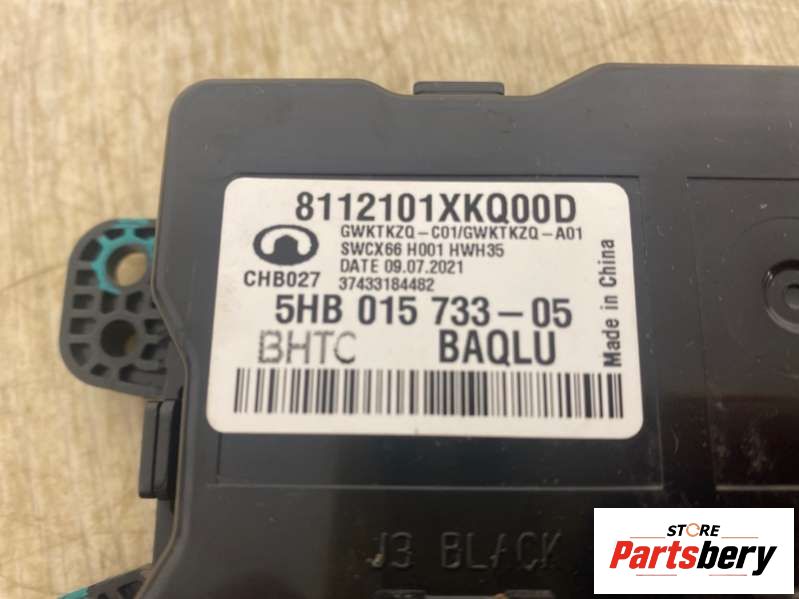 8112101XKQ00D
GWKTKZQ-C01/GWKTKZQ-A01
SWCX66 H001 HWH35
DATE 09.07.2021
CHB027 37433184482
5HB 015 733-05
BHTC BAQLU
Made in China
J3 BLACK
STORE
Partsbery